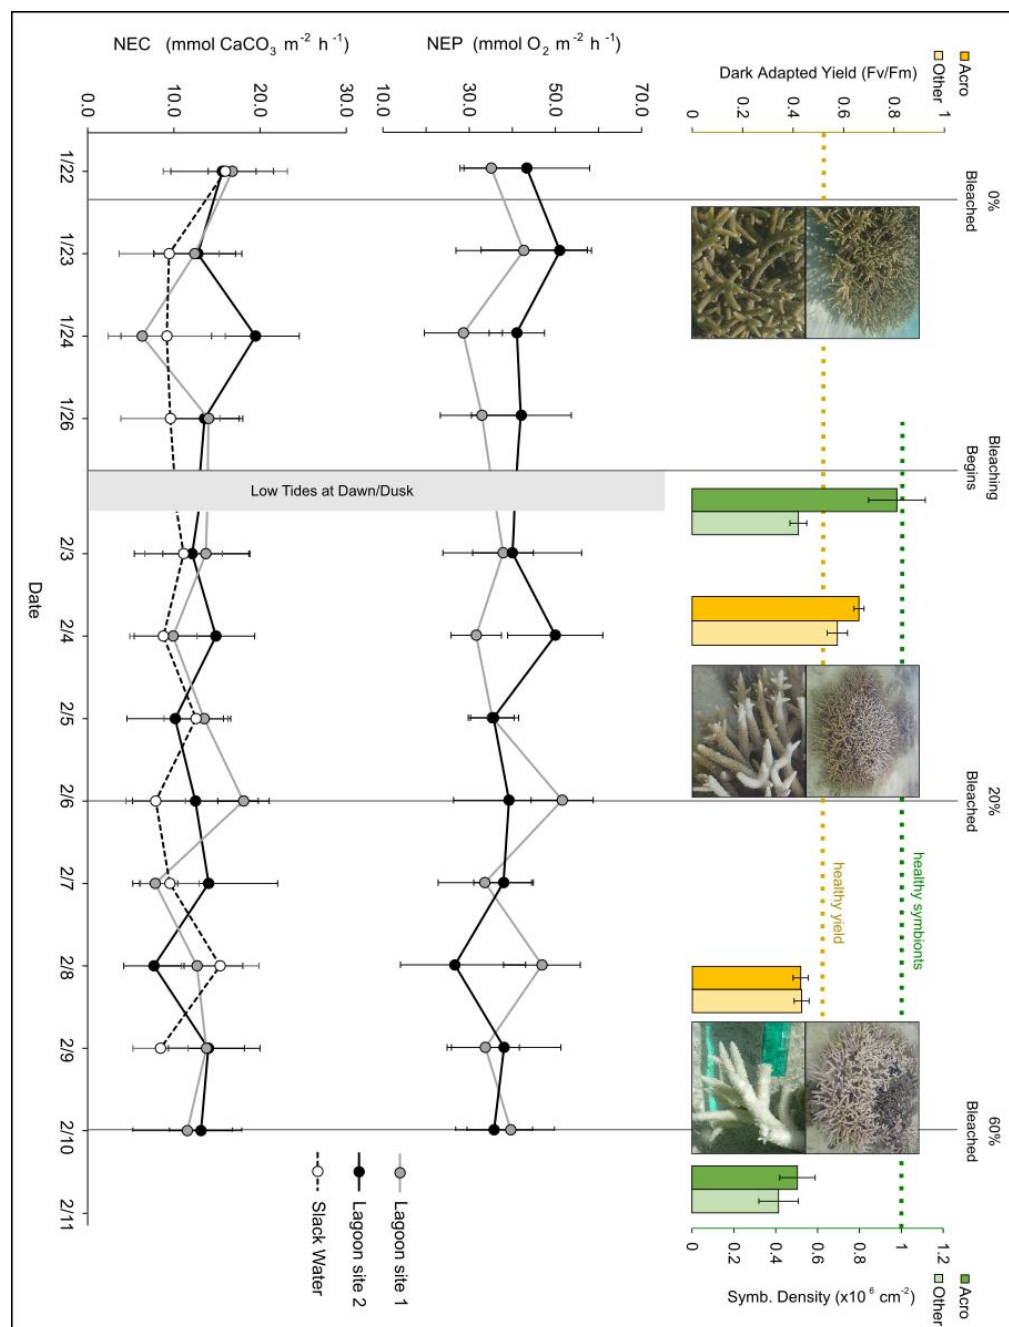 NEC (mmol CaCO3 m-2 h-1)
0.0
10.0
20.0
30.0
NEP (mmol O2 m-2 h-1)
10.0
30.0
50.0
70.0
Dark Adapted Yield (Fv/Fm)
Acro
Other
0
0.2
0.4
0.6
0.8
1
0%
Bleached
Bleaching
Begins
20%
Bleached
60%
Bleached
Low Tides at Dawn/Dusk
healthy yield
healthy symbionts
1/22
1/23
1/24
1/26
2/3
2/4
2/5
2/6
2/7
2/8
2/9
2/10
2/11
Date
Lagoon site 1
Lagoon site 2
Slack Water
0
0.2
0.4
0.6
0.8
1
1.2
Symb. Density (x10^6 cm-2)
Acro
Other